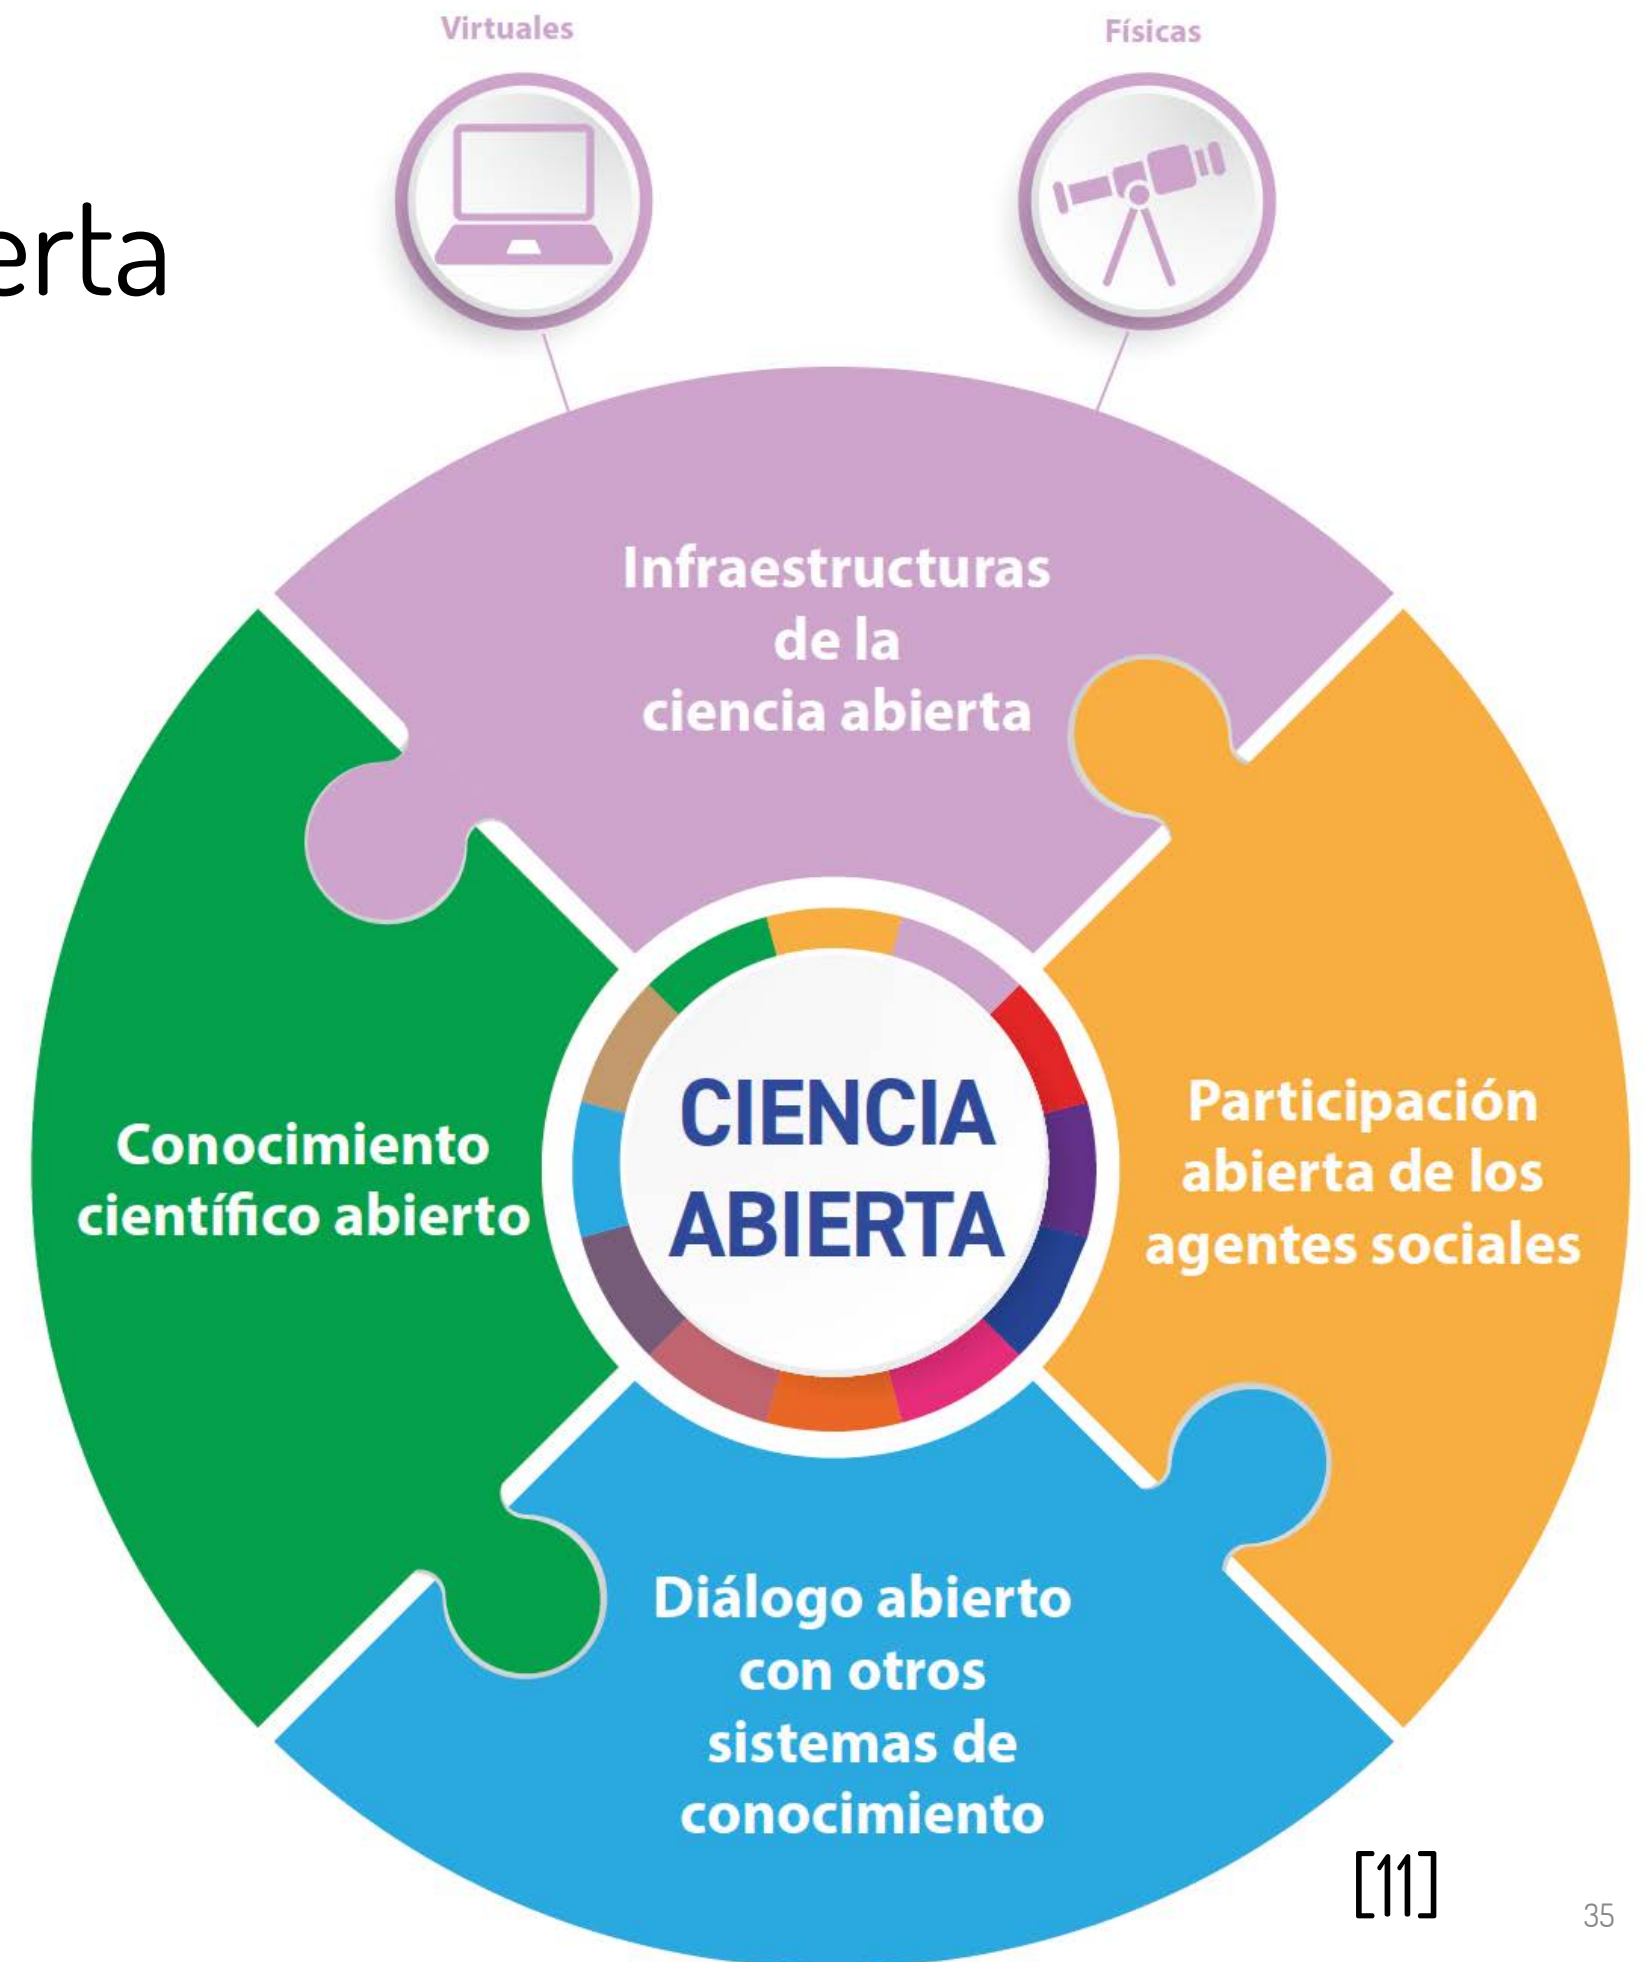 Virtuales
Físicas
erta
Infraestructuras
de la
ciencia abierta
Conocimiento
científico abierto
CIENCIA
ABIERTA
Participación
abierta de los
agentes sociales
Diálogo abierto
con otros
sistemas de
conocimiento
[11]
35